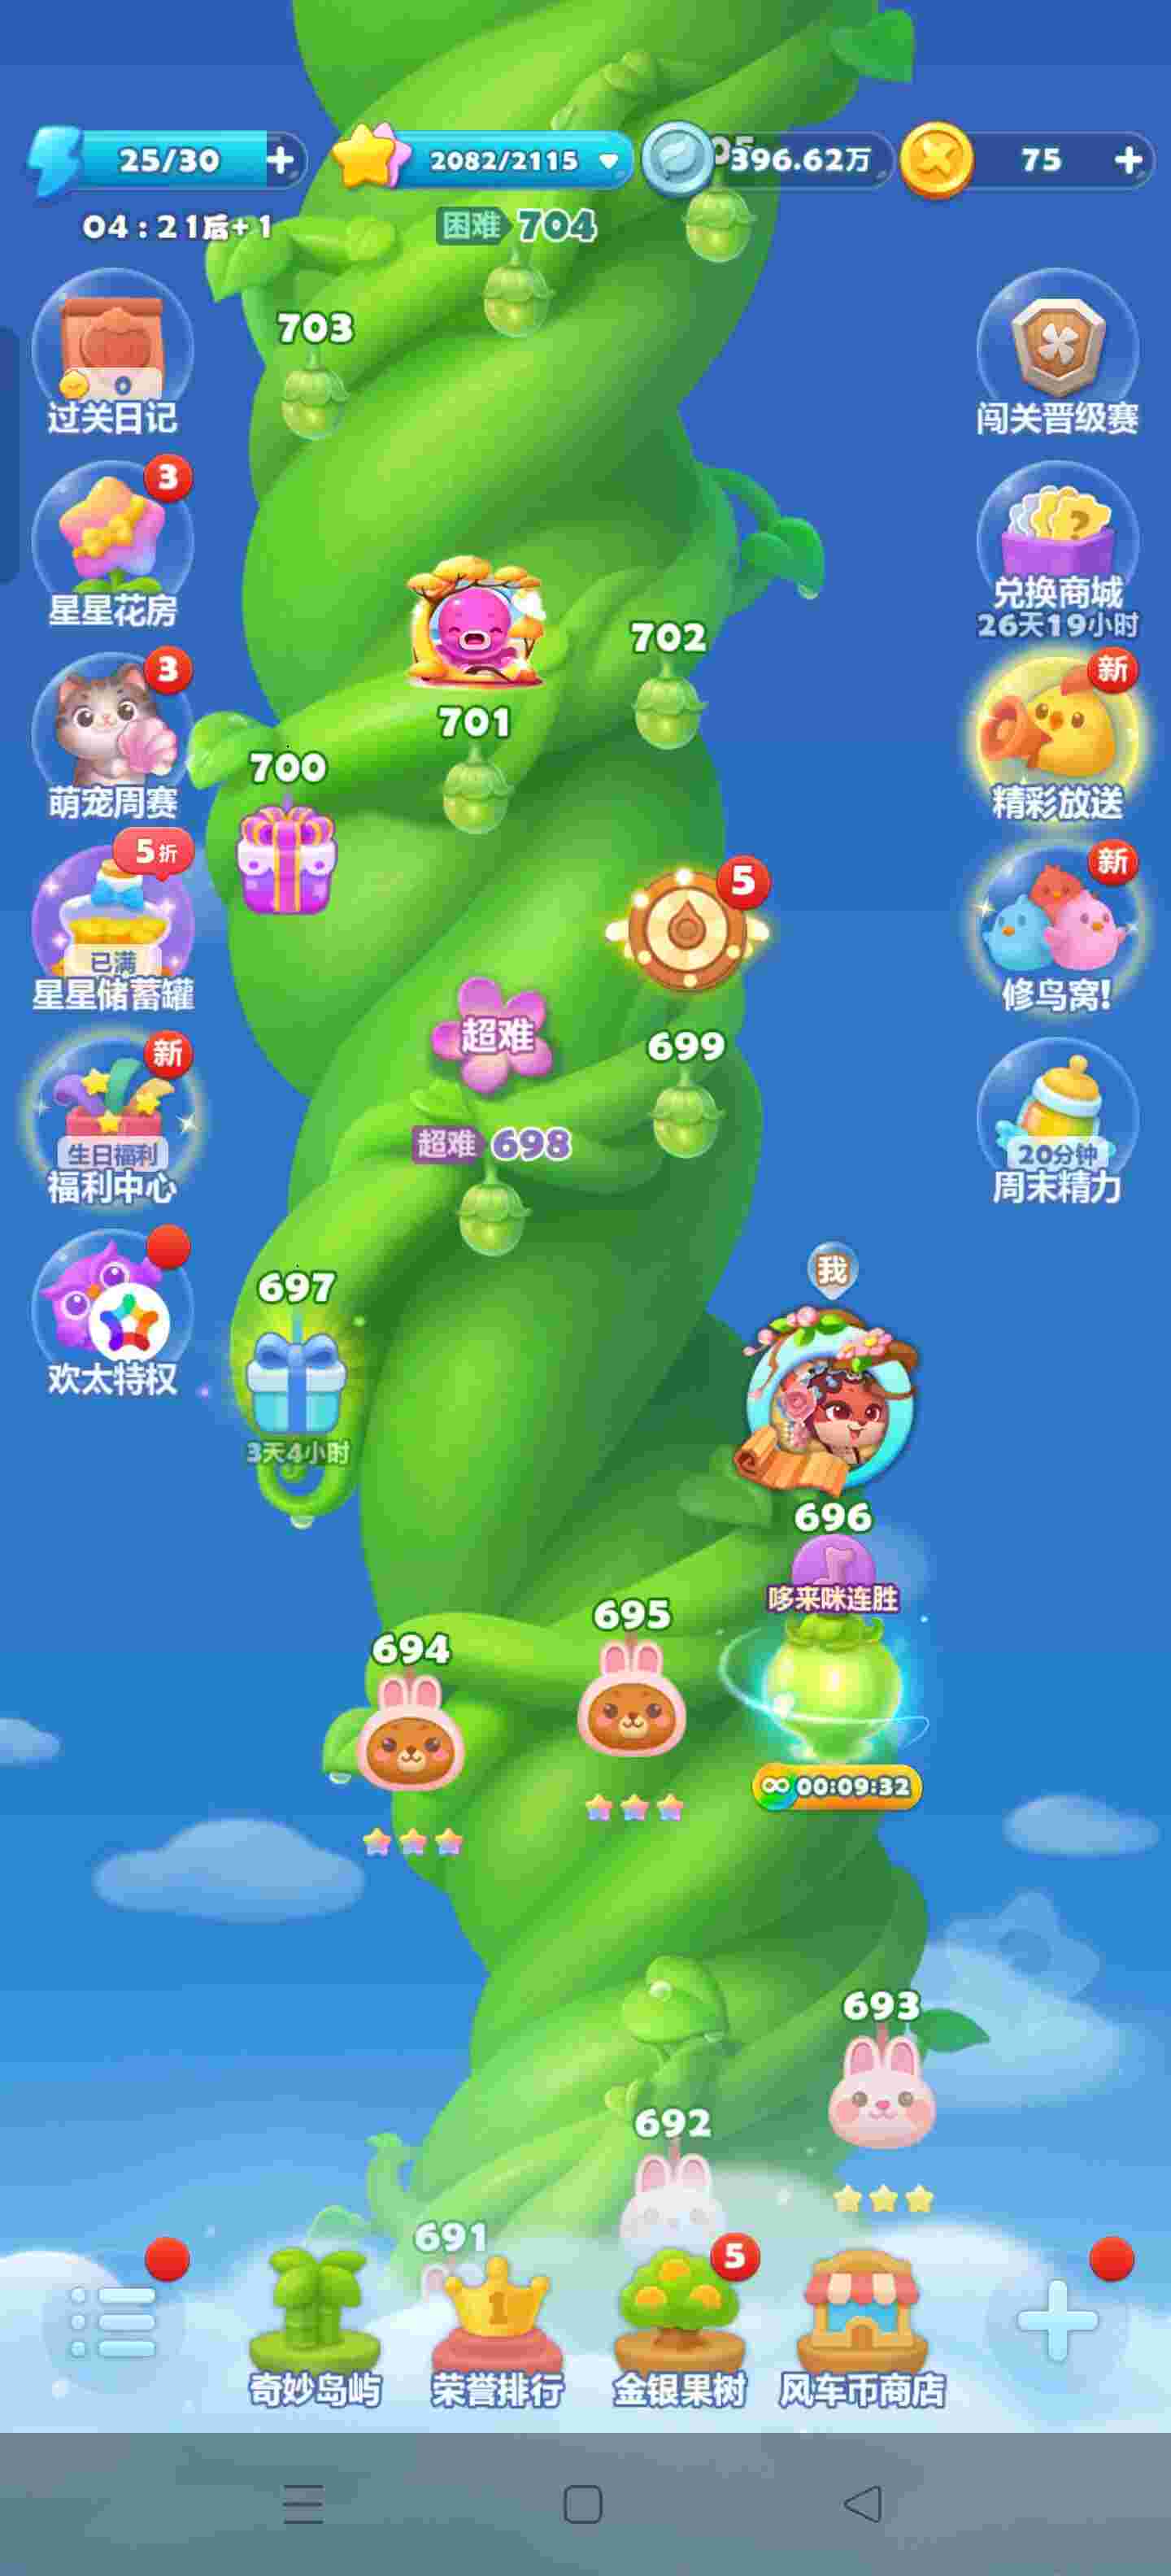 25/30
2082/2115
396.62万
75
04:21后+1
困难 704
703
过关日记
0
闯关晋级赛
3
星星花房
兑换商城
26天19小时
702
701
700
3
萌宠周赛
新
精彩放送
5折
已满
星星储蓄罐
5
新
修鸟窝!
超难
699
超难 698
新
生日福利
福利中心
20分钟
周末精力
697
3天4小时
我
欢太特权
696
哆来咪连胜
695
694
00:09:32
693
692
691
1
5
奇妙岛屿
荣誉排行
金银果树
风车币商店